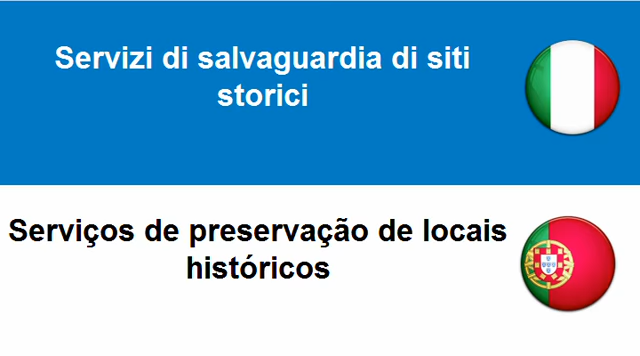 Servizi di salvaguardia di siti
storici
Serviços de preservação de locais
históricos